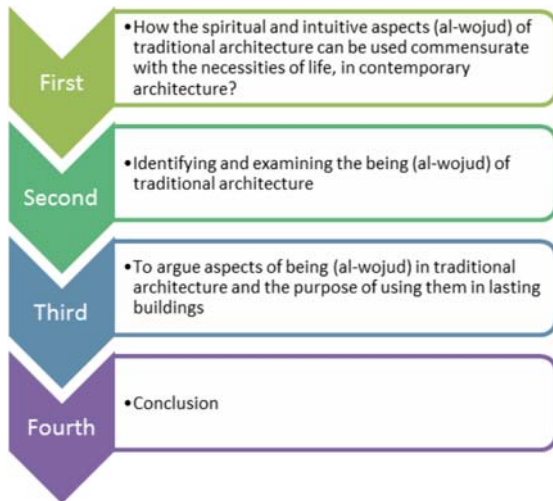 First
•How the spiritual and intuitive aspects (al-wojud) of
traditional architecture can be used commensurate
with the necessities of life, in contemporary
architecture?
Second
•Identifying and examining the being (al-wojud) of
traditional architecture
Third
•To argue aspects of being (al-wojud) in traditional
architecture and the purpose of using them in lasting
buildings
Fourth
•Conclusion